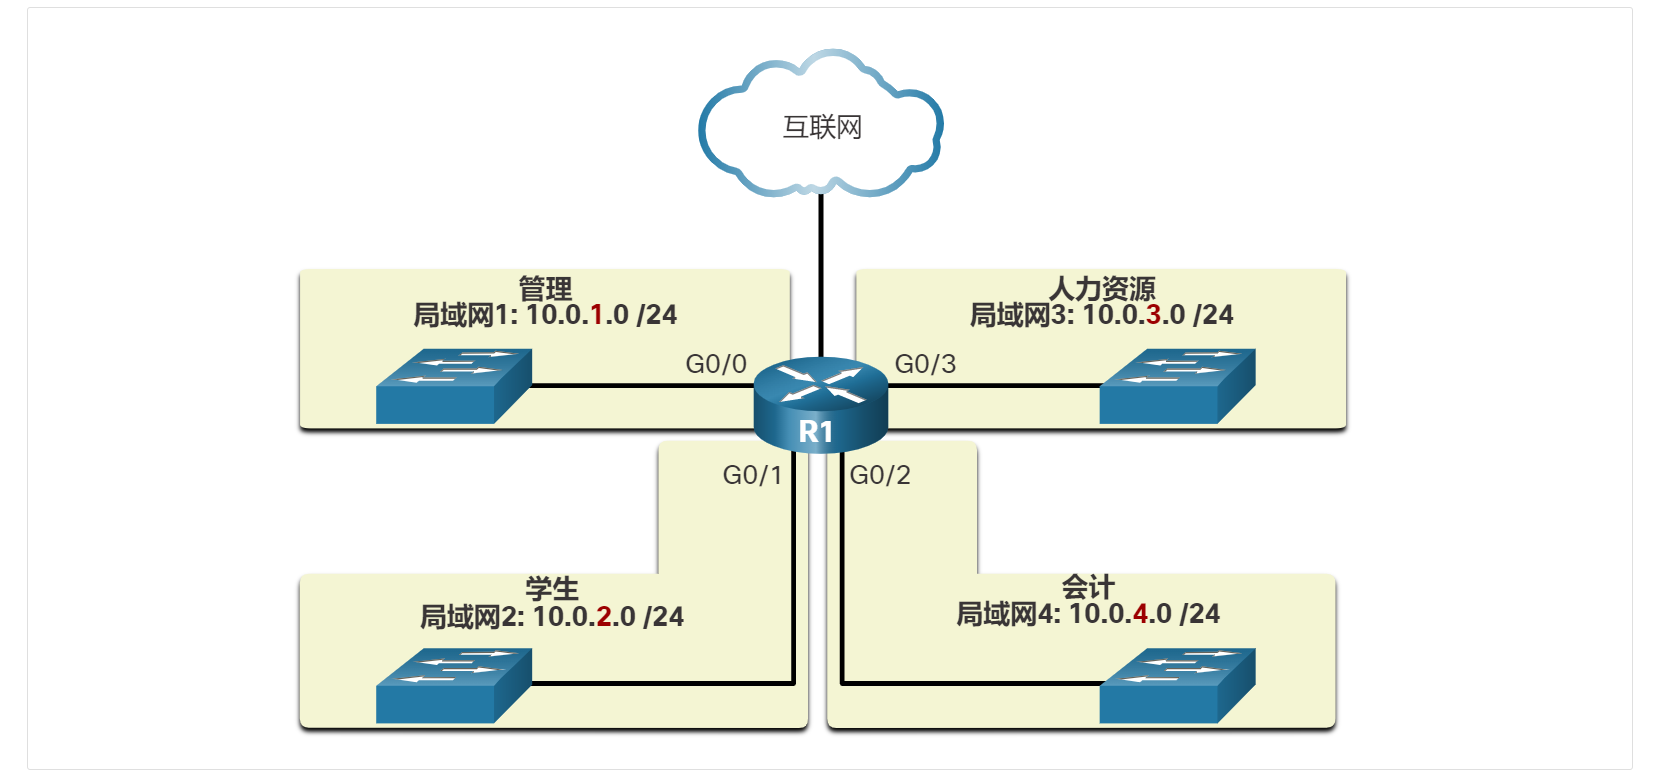 互联网
管理
局域网1: 10.0.1.0 /24
人力资源
局域网3: 10.0.3.0 /24
G0/0
G0/3
R1
G0/1
G0/2
学生
局域网2: 10.0.2.0 /24
会计
局域网4: 10.0.4.0 /24